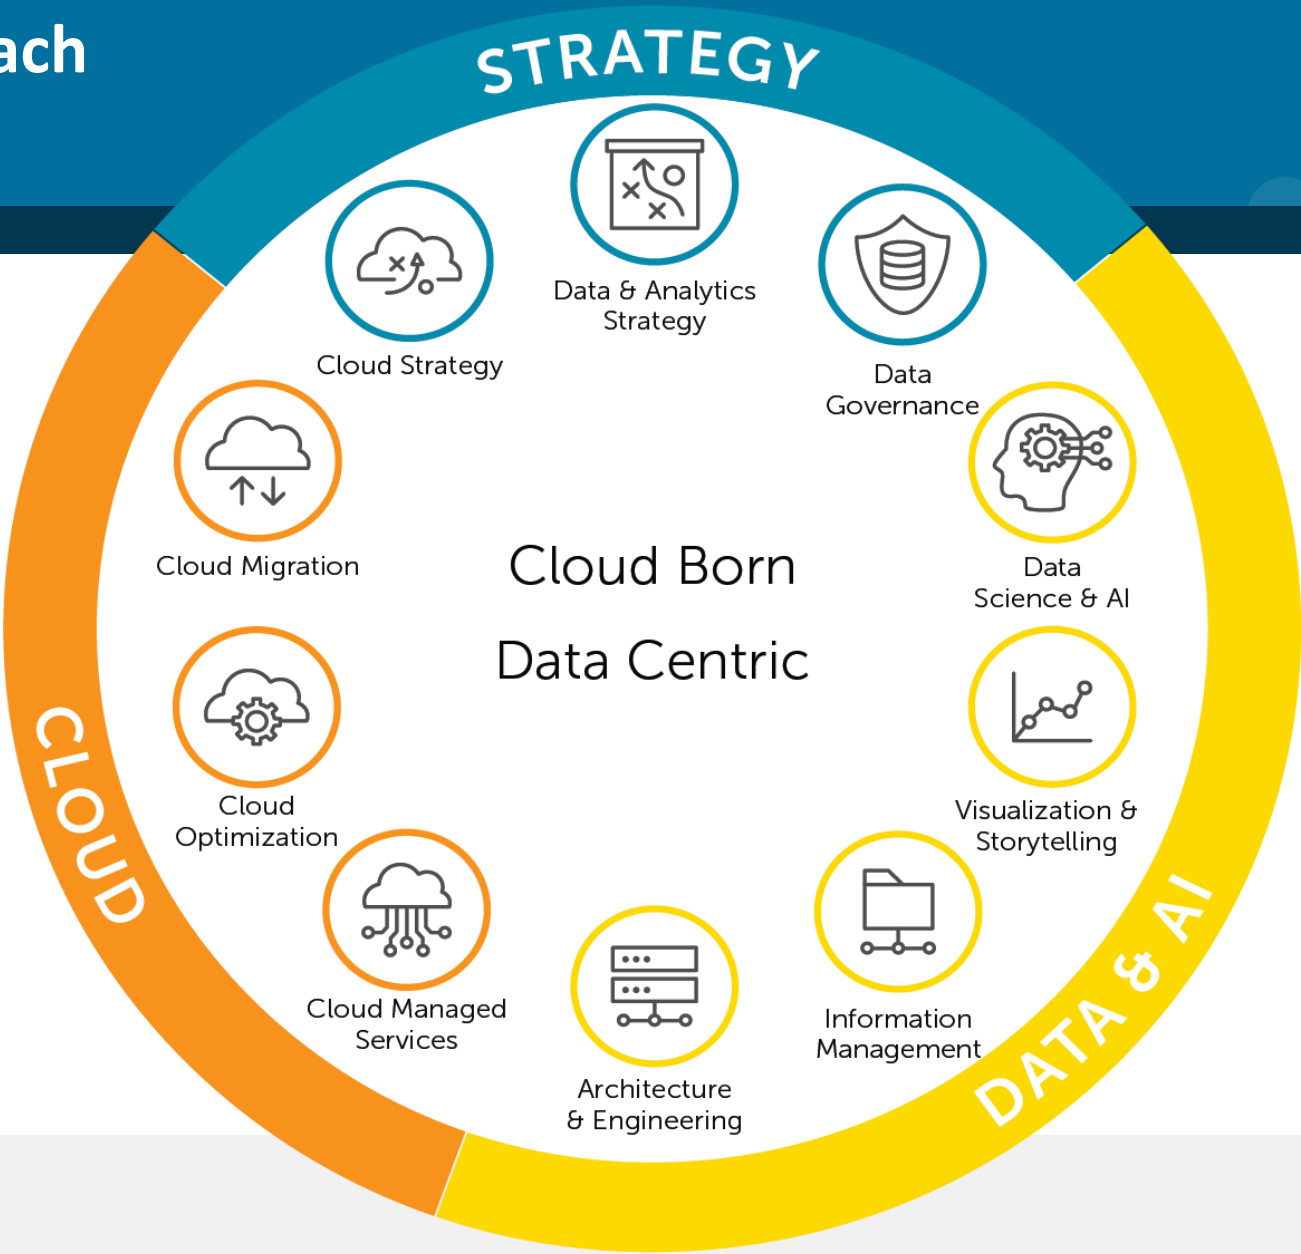 ach
STRATEGY
Data & Analytics
Strategy
Cloud Strategy
Data
Governance
Cloud Migration
Data
Science & AI
Cloud Born
Data Centric
Cloud
Optimization
Visualization &
Storytelling
CLOUD
Cloud Managed
Services
Information
Management
Architecture
& Engineering
DATA & AI